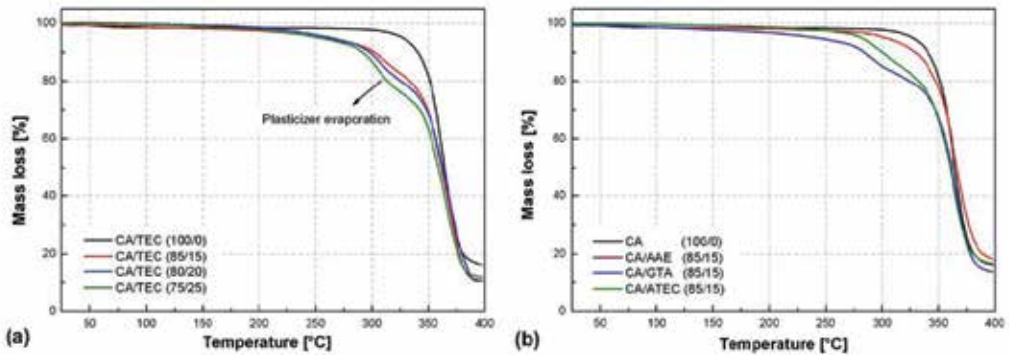 100
80
60
40
20
0
Mass loss [%]
Plasticizer evaporation
CA/TEC (100/0)
CA/TEC (85/15)
CA/TEC (80/20)
CA/TEC (75/25)
50 100 150 200 250 300 350 400
(a)
Temperature [°C]
100
80
60
40
20
0
Mass loss [%]
CA (100/0)
CA/AAE (85/15)
CA/GTA (85/15)
CA/ATEC (85/15)
50 100 150 200 250 300 350 400
(b)
Temperature [°C]